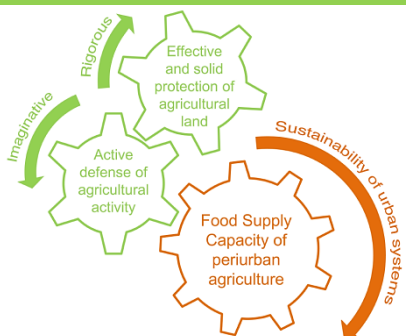 Rigorous
Effective
and solid
protection of
agricultural
land
Imaginative
Active
defense of
agricultural
activity
Sustainability of urban systems
Food Supply
Capacity of
periurban
agriculture